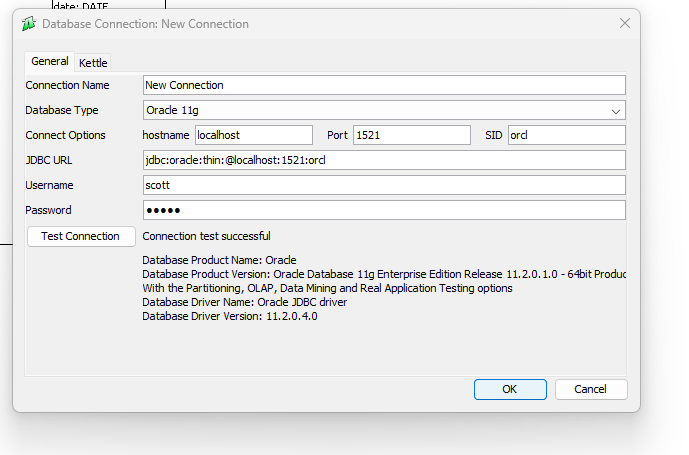 date: DATE
Database Connection: New Connection
General Kettle
Connection Name New Connection
Database Type Oracle 11g
Connect Options hostname localhost Port 1521 SID orcl
JDBC URL jdbc:oracle:thin:@localhost:1521:orcl
Username scott
Password ●●●●●
Test Connection Connection test successful
Database Product Name: Oracle
Database Product Version: Oracle Database 11g Enterprise Edition Release 11.2.0.1.0 - 64bit Produc
With the Partitioning, OLAP, Data Mining and Real Application Testing options
Database Driver Name: Oracle JDBC driver
Database Driver Version: 11.2.0.4.0
OK Cancel